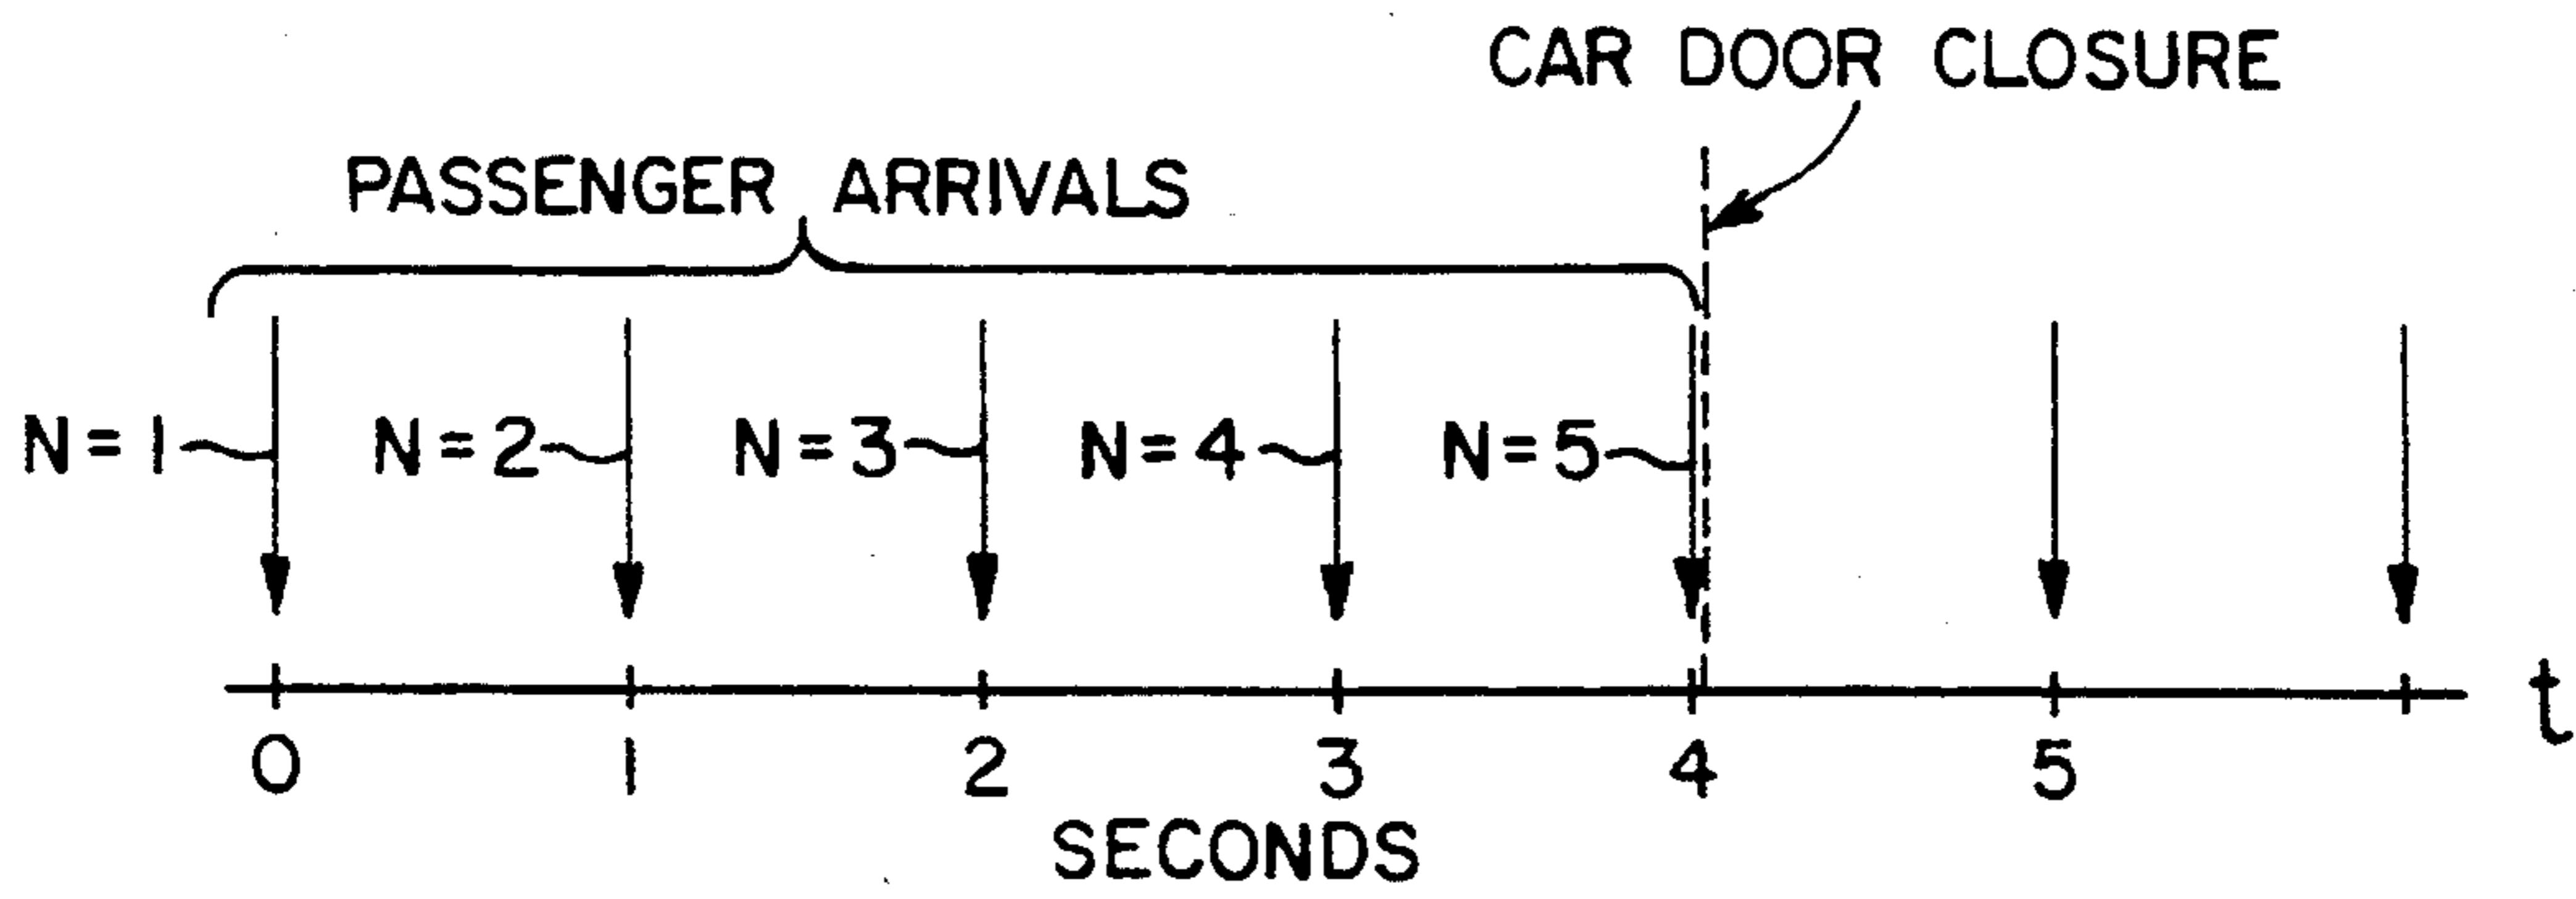 CAR DOOR CLOSURE
PASSENGER ARRIVALS
N=1 N=2 N=3 N=4 N=5
0 1 2 3 4 5 t
SECONDS